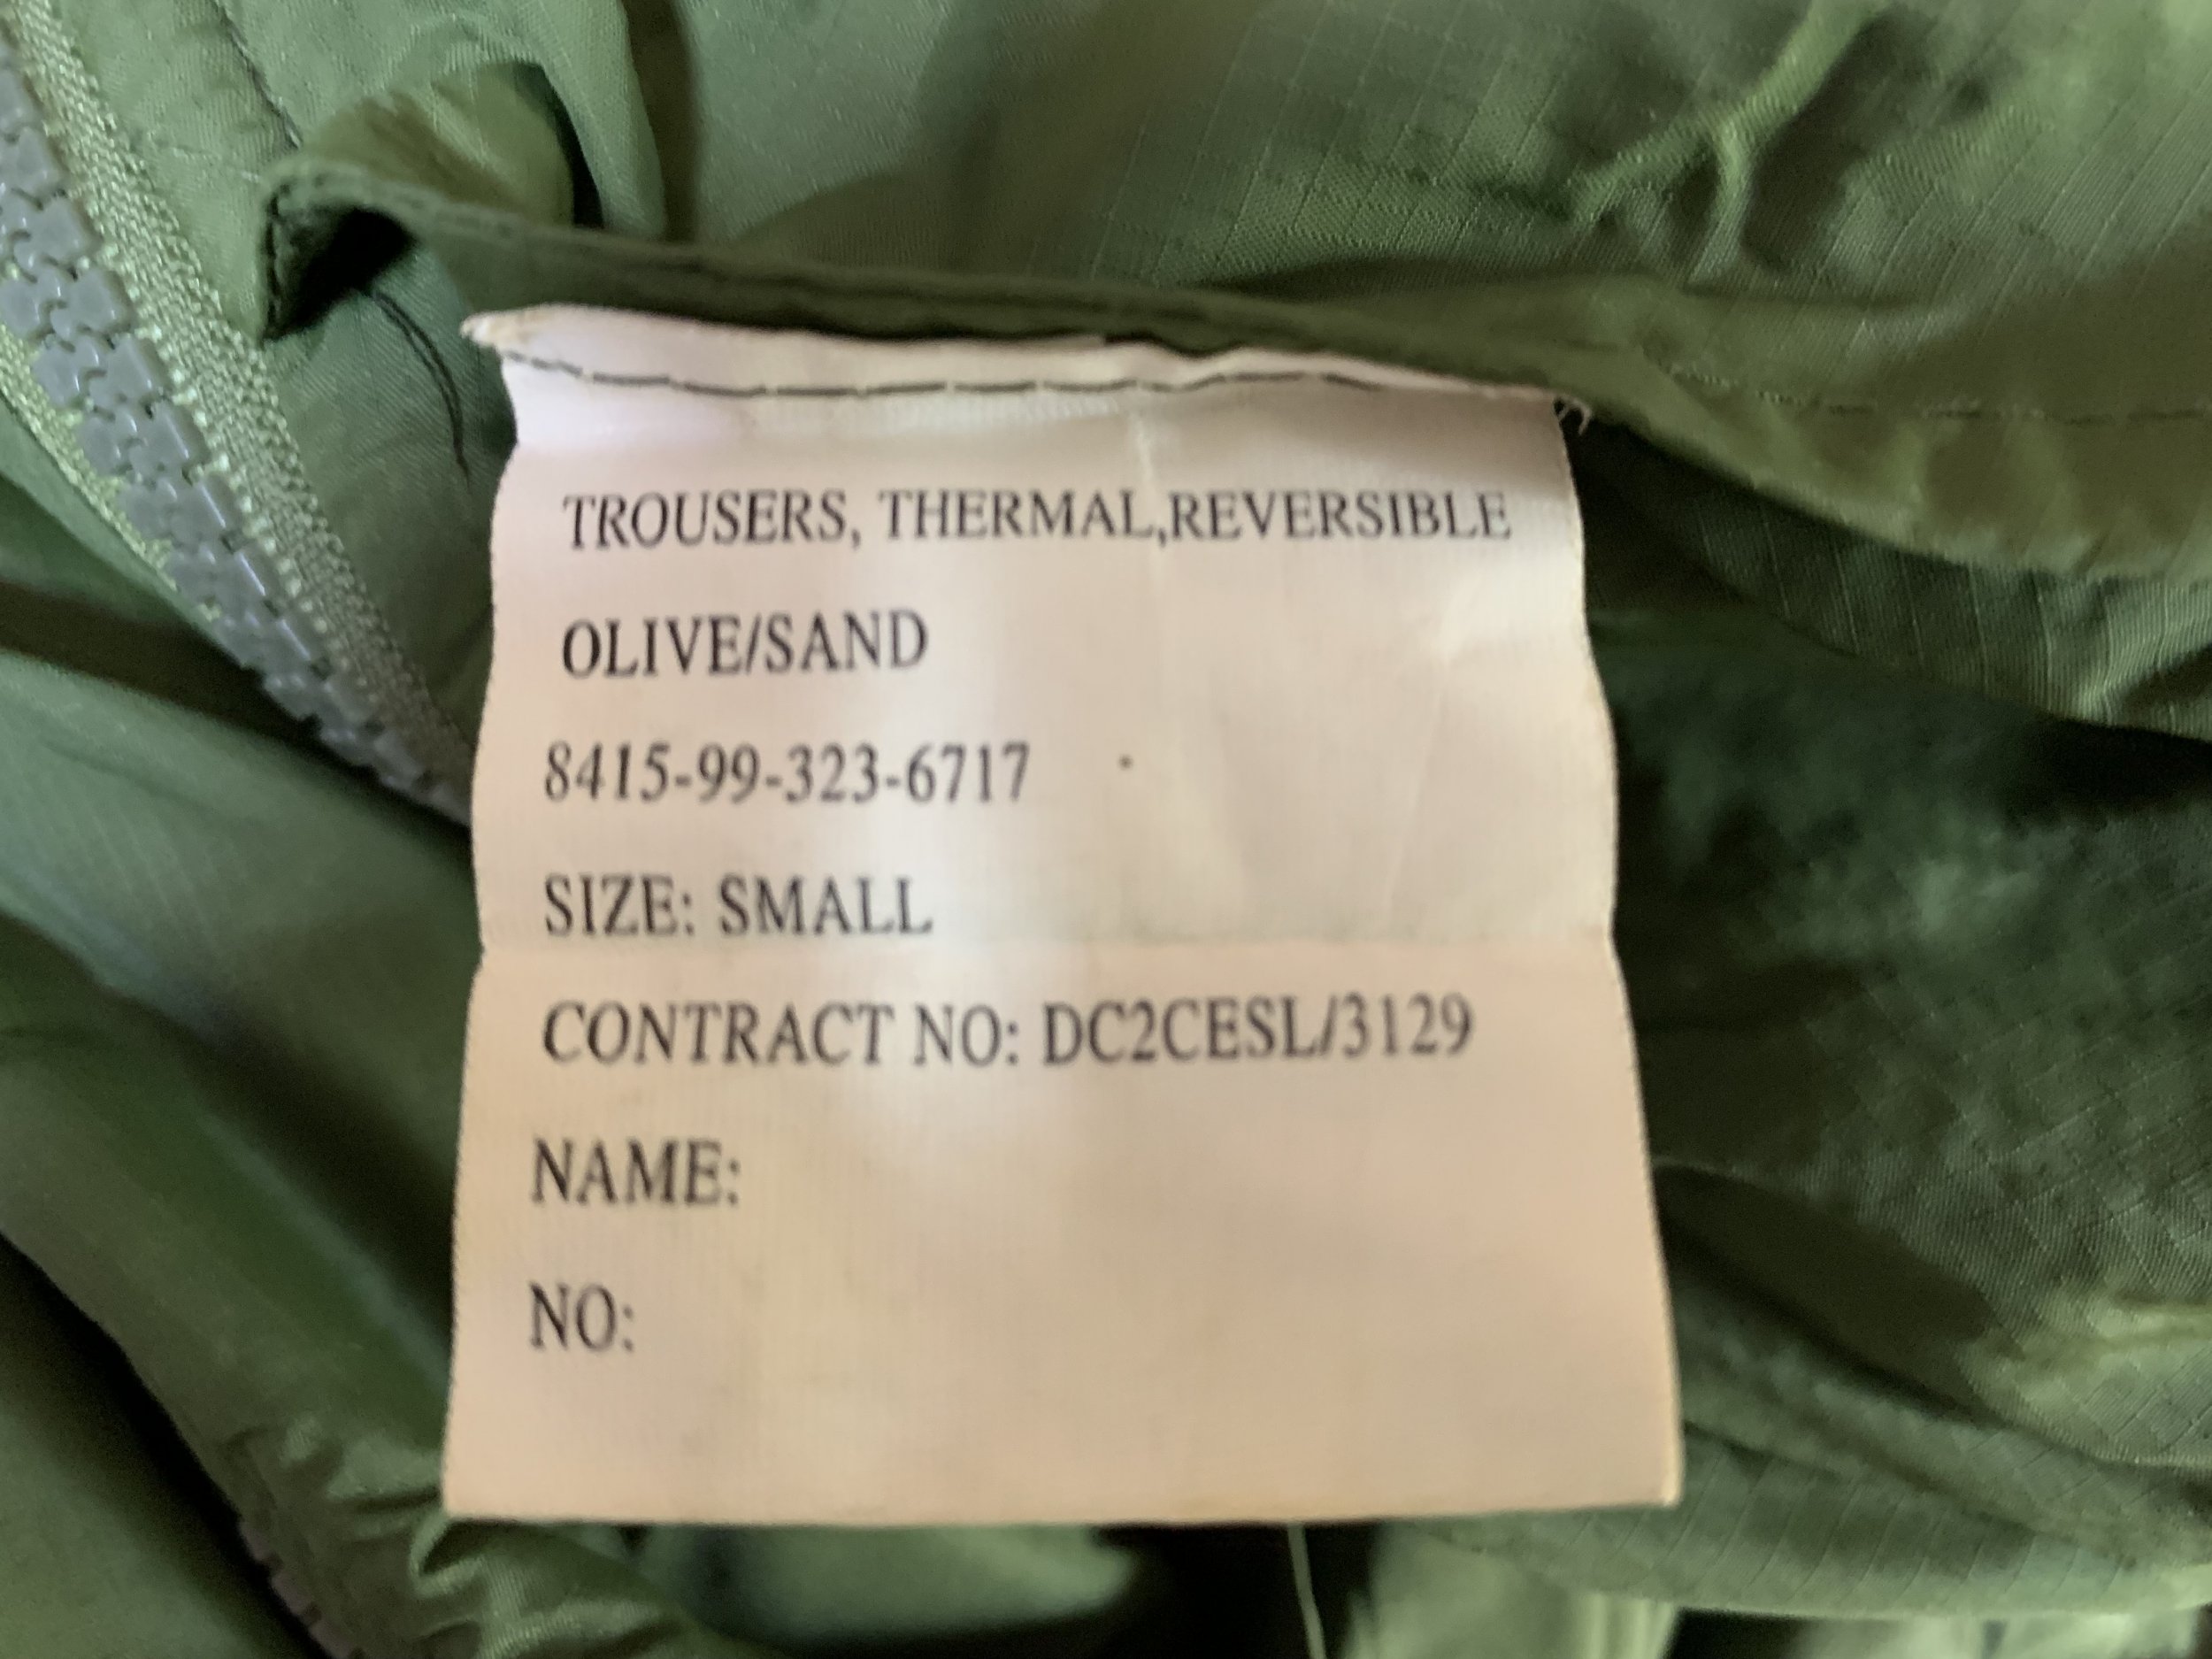 TROUSERS, THERMAL,REVERSIBLE
OLIVE/SAND
8415-99-323-6717
SIZE: SMALL
CONTRACT NO: DC2CESL/3129
NAME:
NO: